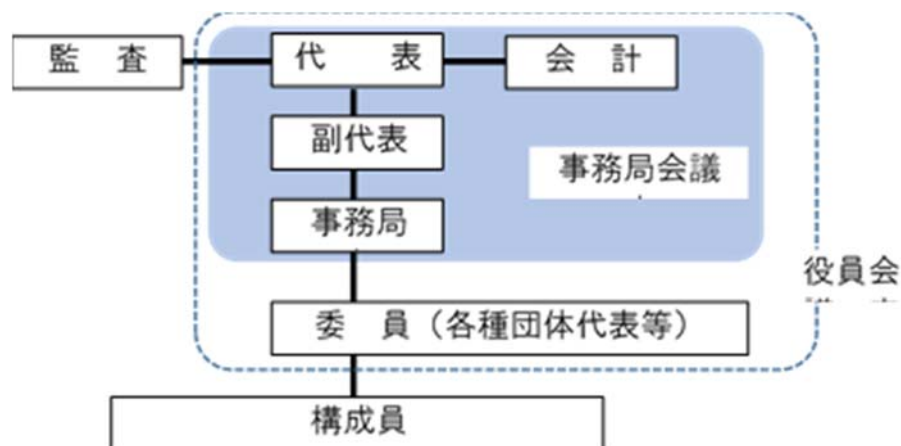 監　査
代　　表
会　計
副代表
事務局会議
事務局
役員会
委　員（各種団体代表等）
構成員